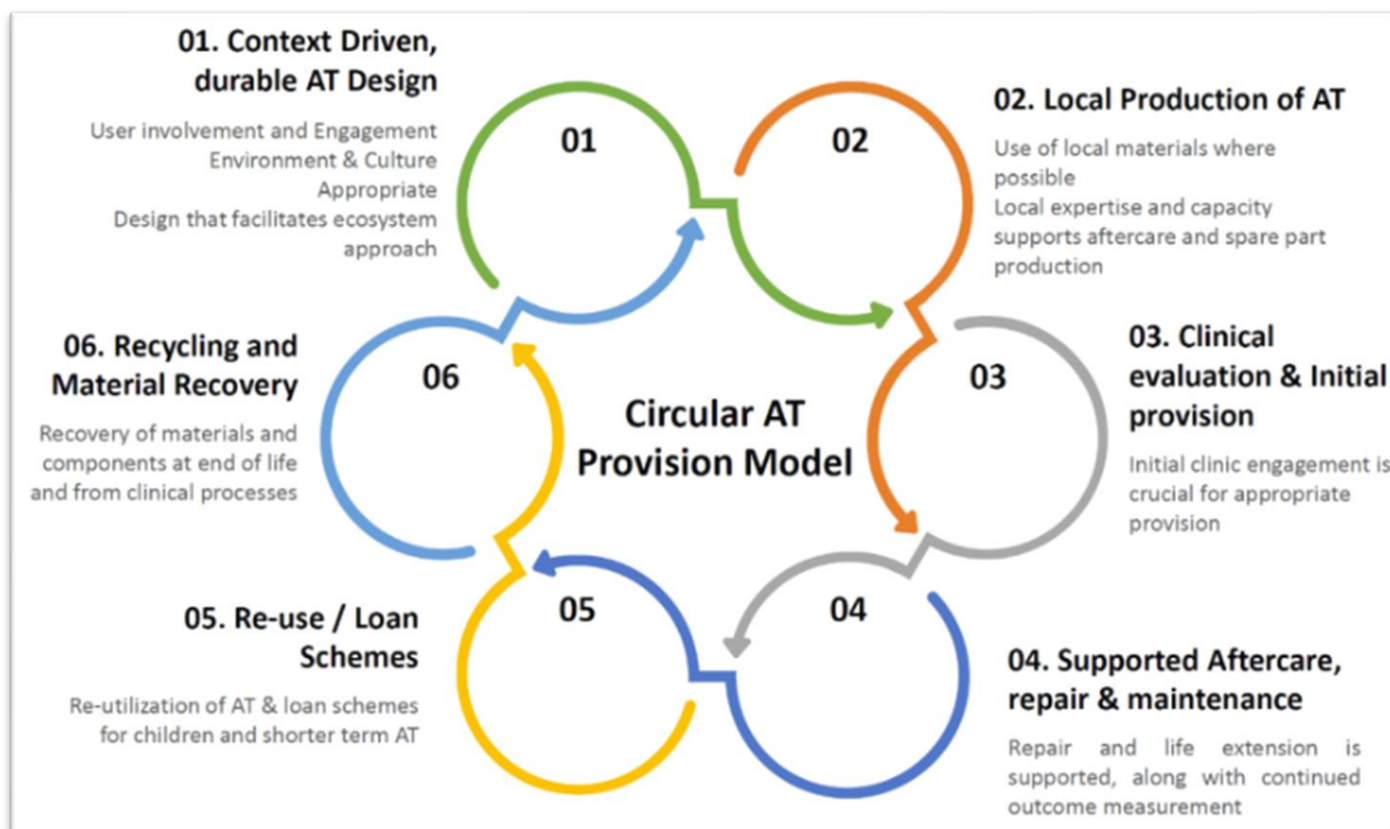 01. Context Driven,
durable AT Design
User involvement and Engagement
Environment & Culture
Appropriate
Design that facilitates ecosystem
approach
01
02
02. Local Production of AT
Use of local materials where
possible
Local expertise and capacity
supports aftercare and spare part
production
03. Clinical
evaluation & Initial
provision
Initial clinic engagement is
crucial for appropriate
provision
03
Circular AT
Provision Model
06
06. Recycling and
Material Recovery
Recovery of materials and
components at end of life
and from clinical processes
05. Re-use / Loan
Schemes
Re-utilization of AT & loan schemes
for children and shorter term AT
05
04
04. Supported Aftercare,
repair & maintenance
Repair and life extension is
supported, along with continued
outcome measurement